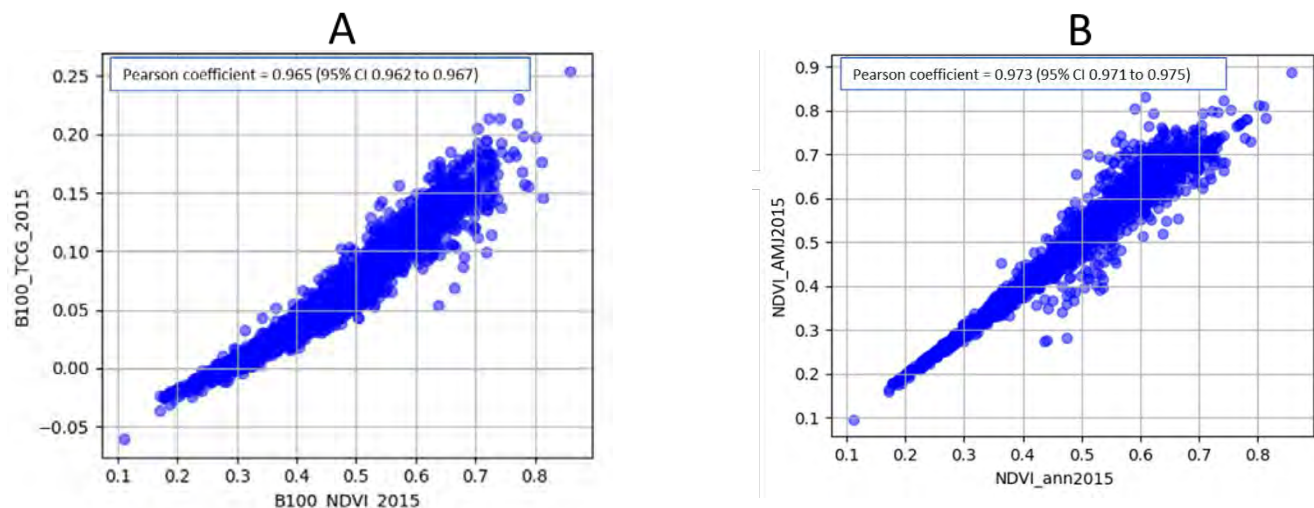 A
Pearson coefficient = 0.965 (95% CI 0.962 to 0.967)
0.25
0.20
0.15
0.10
0.05
0.00
−0.05
B100_TCG_2015
0.1 0.2 0.3 0.4 0.5 0.6 0.7 0.8
B100_NDVI_2015
B
Pearson coefficient = 0.973 (95% CI 0.971 to 0.975)
0.9
0.8
0.7
0.6
0.5
0.4
0.3
0.2
0.1
NDVI_AMJ2015
0.1 0.2 0.3 0.4 0.5 0.6 0.7 0.8
NDVI_ann2015